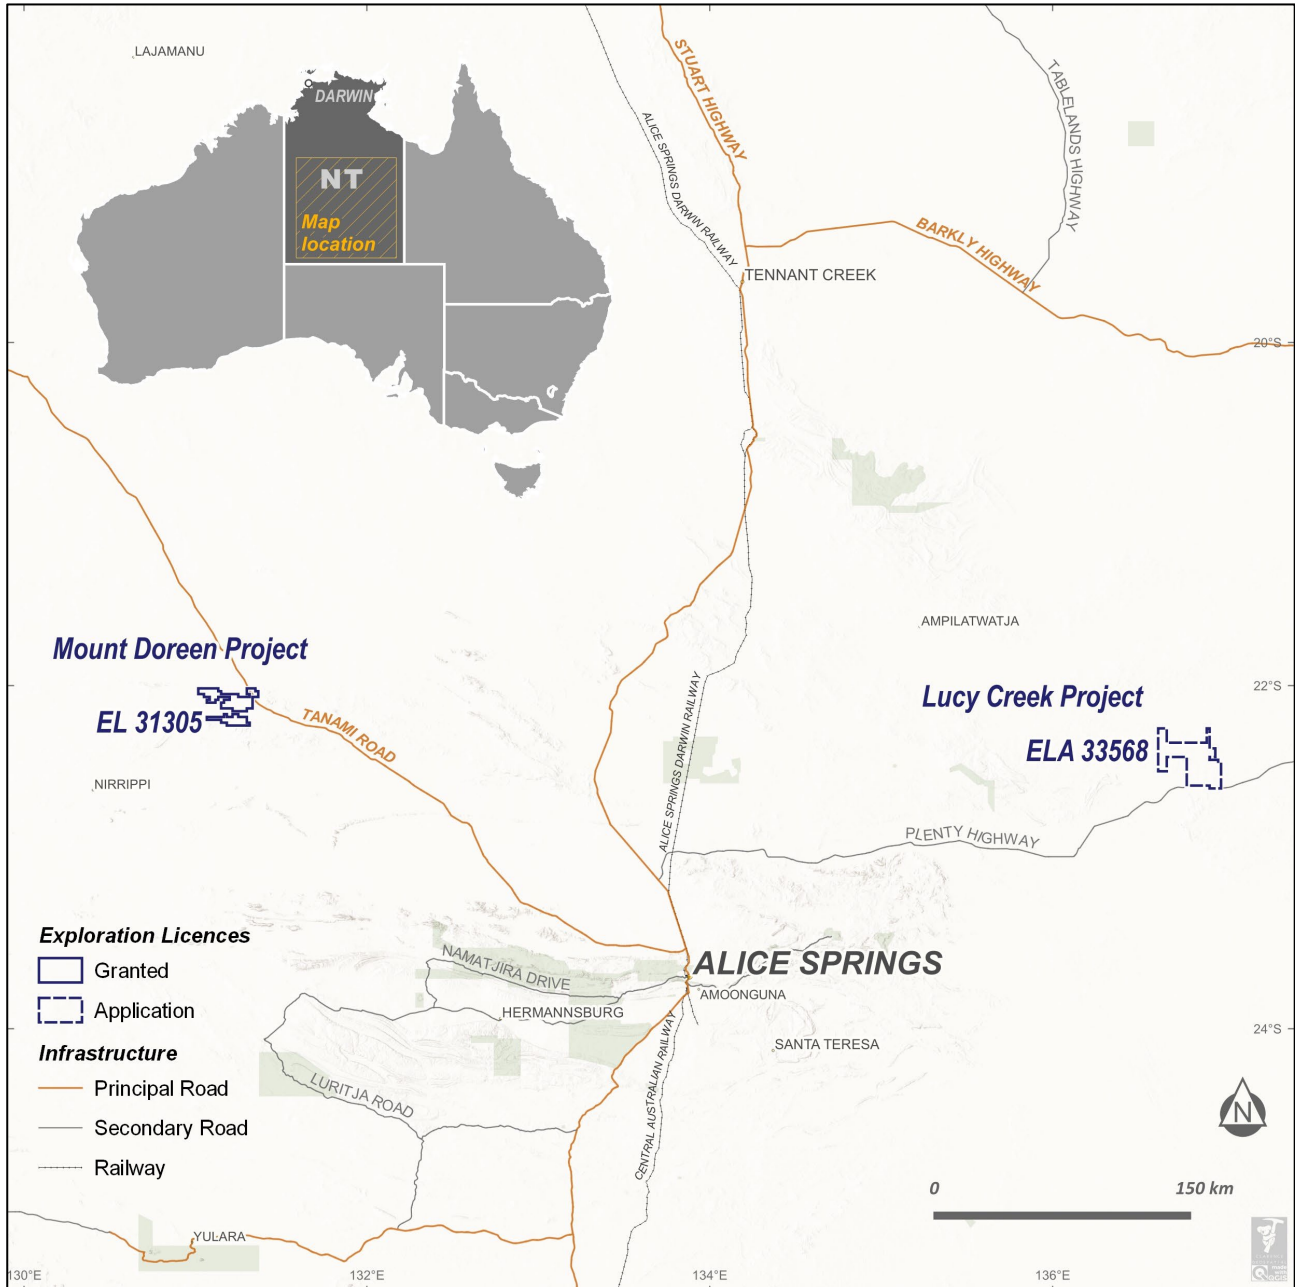 LAJAMANU
DARWIN
NT
Map
location
STUART HIGHWAY
ALICE SPRINGS DARWIN RAILWAY
TABLELANDS HIGHWAY
BARKLY HIGHWAY
TENNANT CREEK
20°S
AMPILATWATJA
Mount Doreen Project
EL 31305
TANAMI ROAD
NIRRIPPI
ALICE SPRINGS DARWIN RAILWAY
22°S
Lucy Creek Project
ELA 33568
PLENTY HIGHWAY
Exploration Licences
Granted
Application
Infrastructure
Principal Road
Secondary Road
Railway
NAMATJIRA DRIVE
ALICE SPRINGS
AMOONGUNA
HERMANNSBURG
SANTA TERESA
24°S
LURITJA ROAD
CENTRAL AUSTRALIAN RAILWAY
N
0 150 km
YULARA
130°E
132°E
134°E
136°E